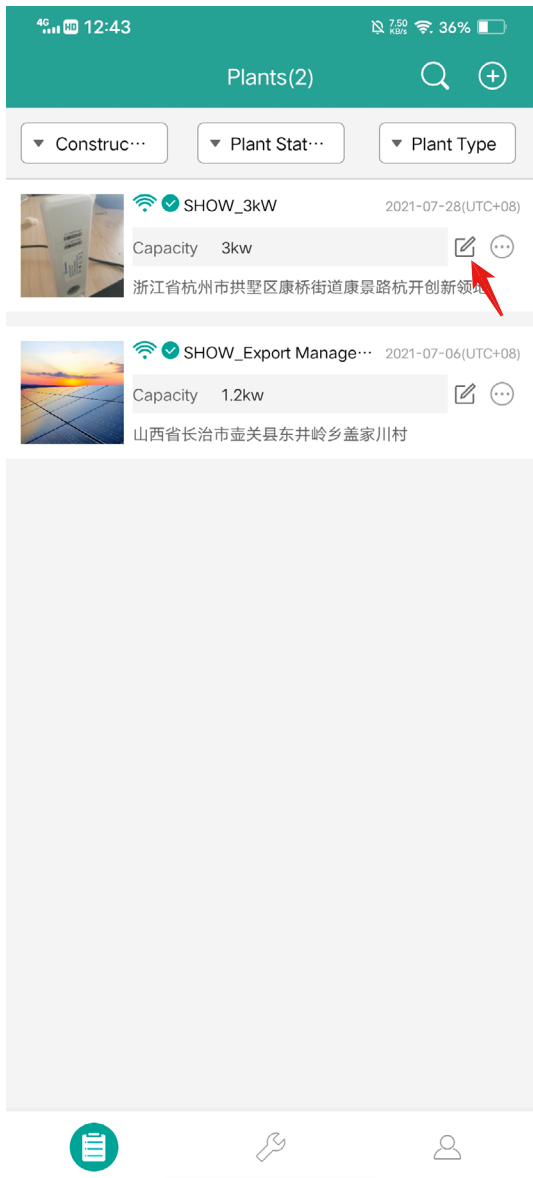 4G HD 12:43 7.50 KB/s 36%
Plants(2)
Construc··· Plant Stat··· Plant Type
SHOW_3kW 2021-07-28(UTC+08)
Capacity 3kw
浙江省杭州市拱墅区康桥街道康景路杭开创新领地
SHOW_Export Manage··· 2021-07-06(UTC+08)
Capacity 1.2kw
山西省长治市壶关县东井岭乡盖家川村